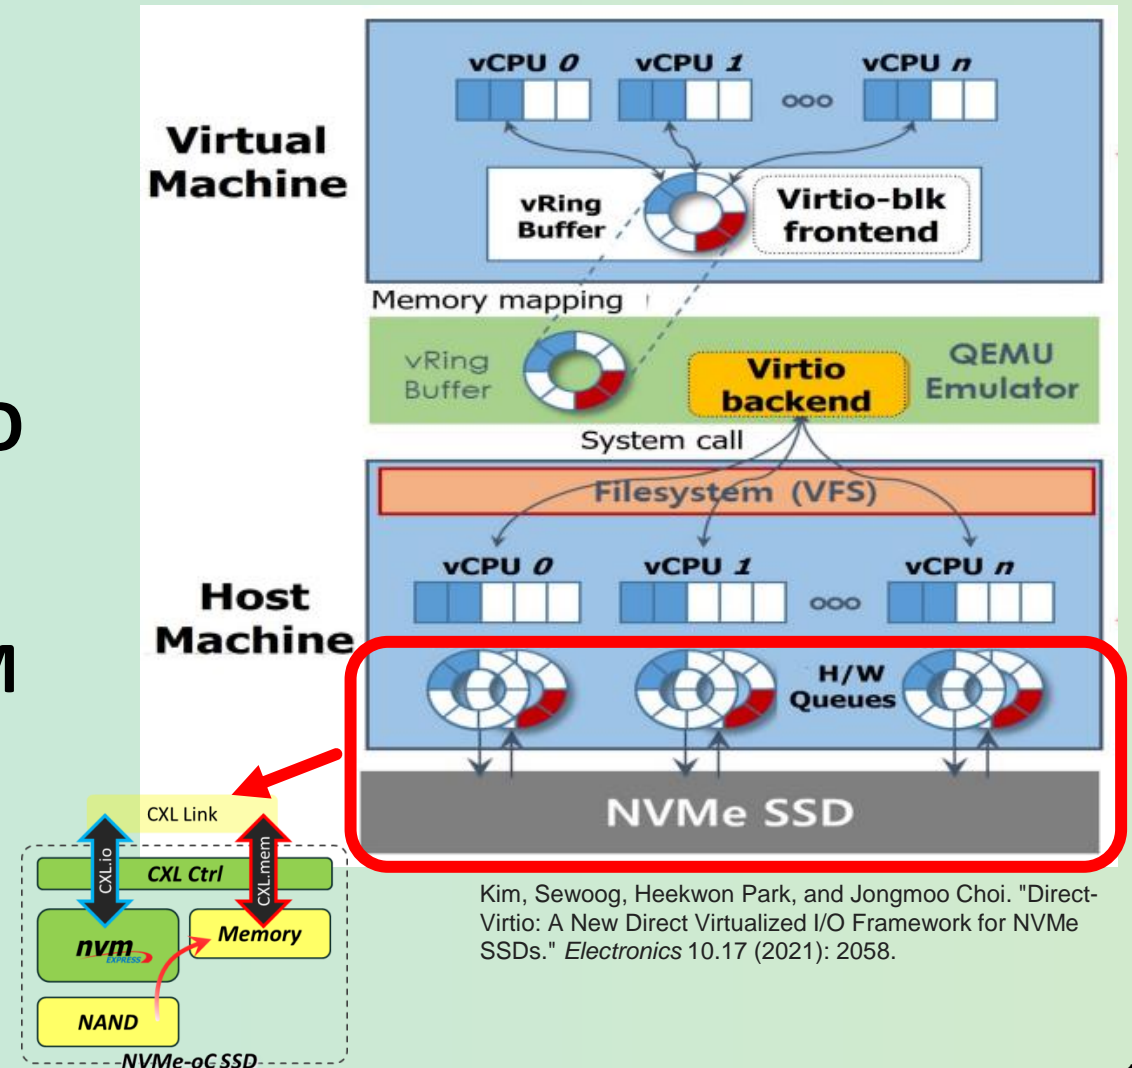 vCPU 0
vCPU 1
vCPU n
ooo
Virtual
Machine
vRing
Buffer
Virtio-blk
frontend
Memory mapping
vRing
Buffer
Virtio
backend
QEMU
Emulator
D
System call
Filesystem (VFS)
vCPU 0
vCPU 1
vCPU n
ooo
Host
Machine
M
H/W
Queues
NVMe SSD
CXL Link
CXL.io
CXL Ctrl
CXL.mem
nvm
EXPRESS
Memory
NAND
NVMe-oC SSD
Kim, Sewoog, Heekwon Park, and Jongmoo Choi. "Direct-
Virtio: A New Direct Virtualized I/O Framework for NVMe
SSDs." Electronics 10.17 (2021): 2058.